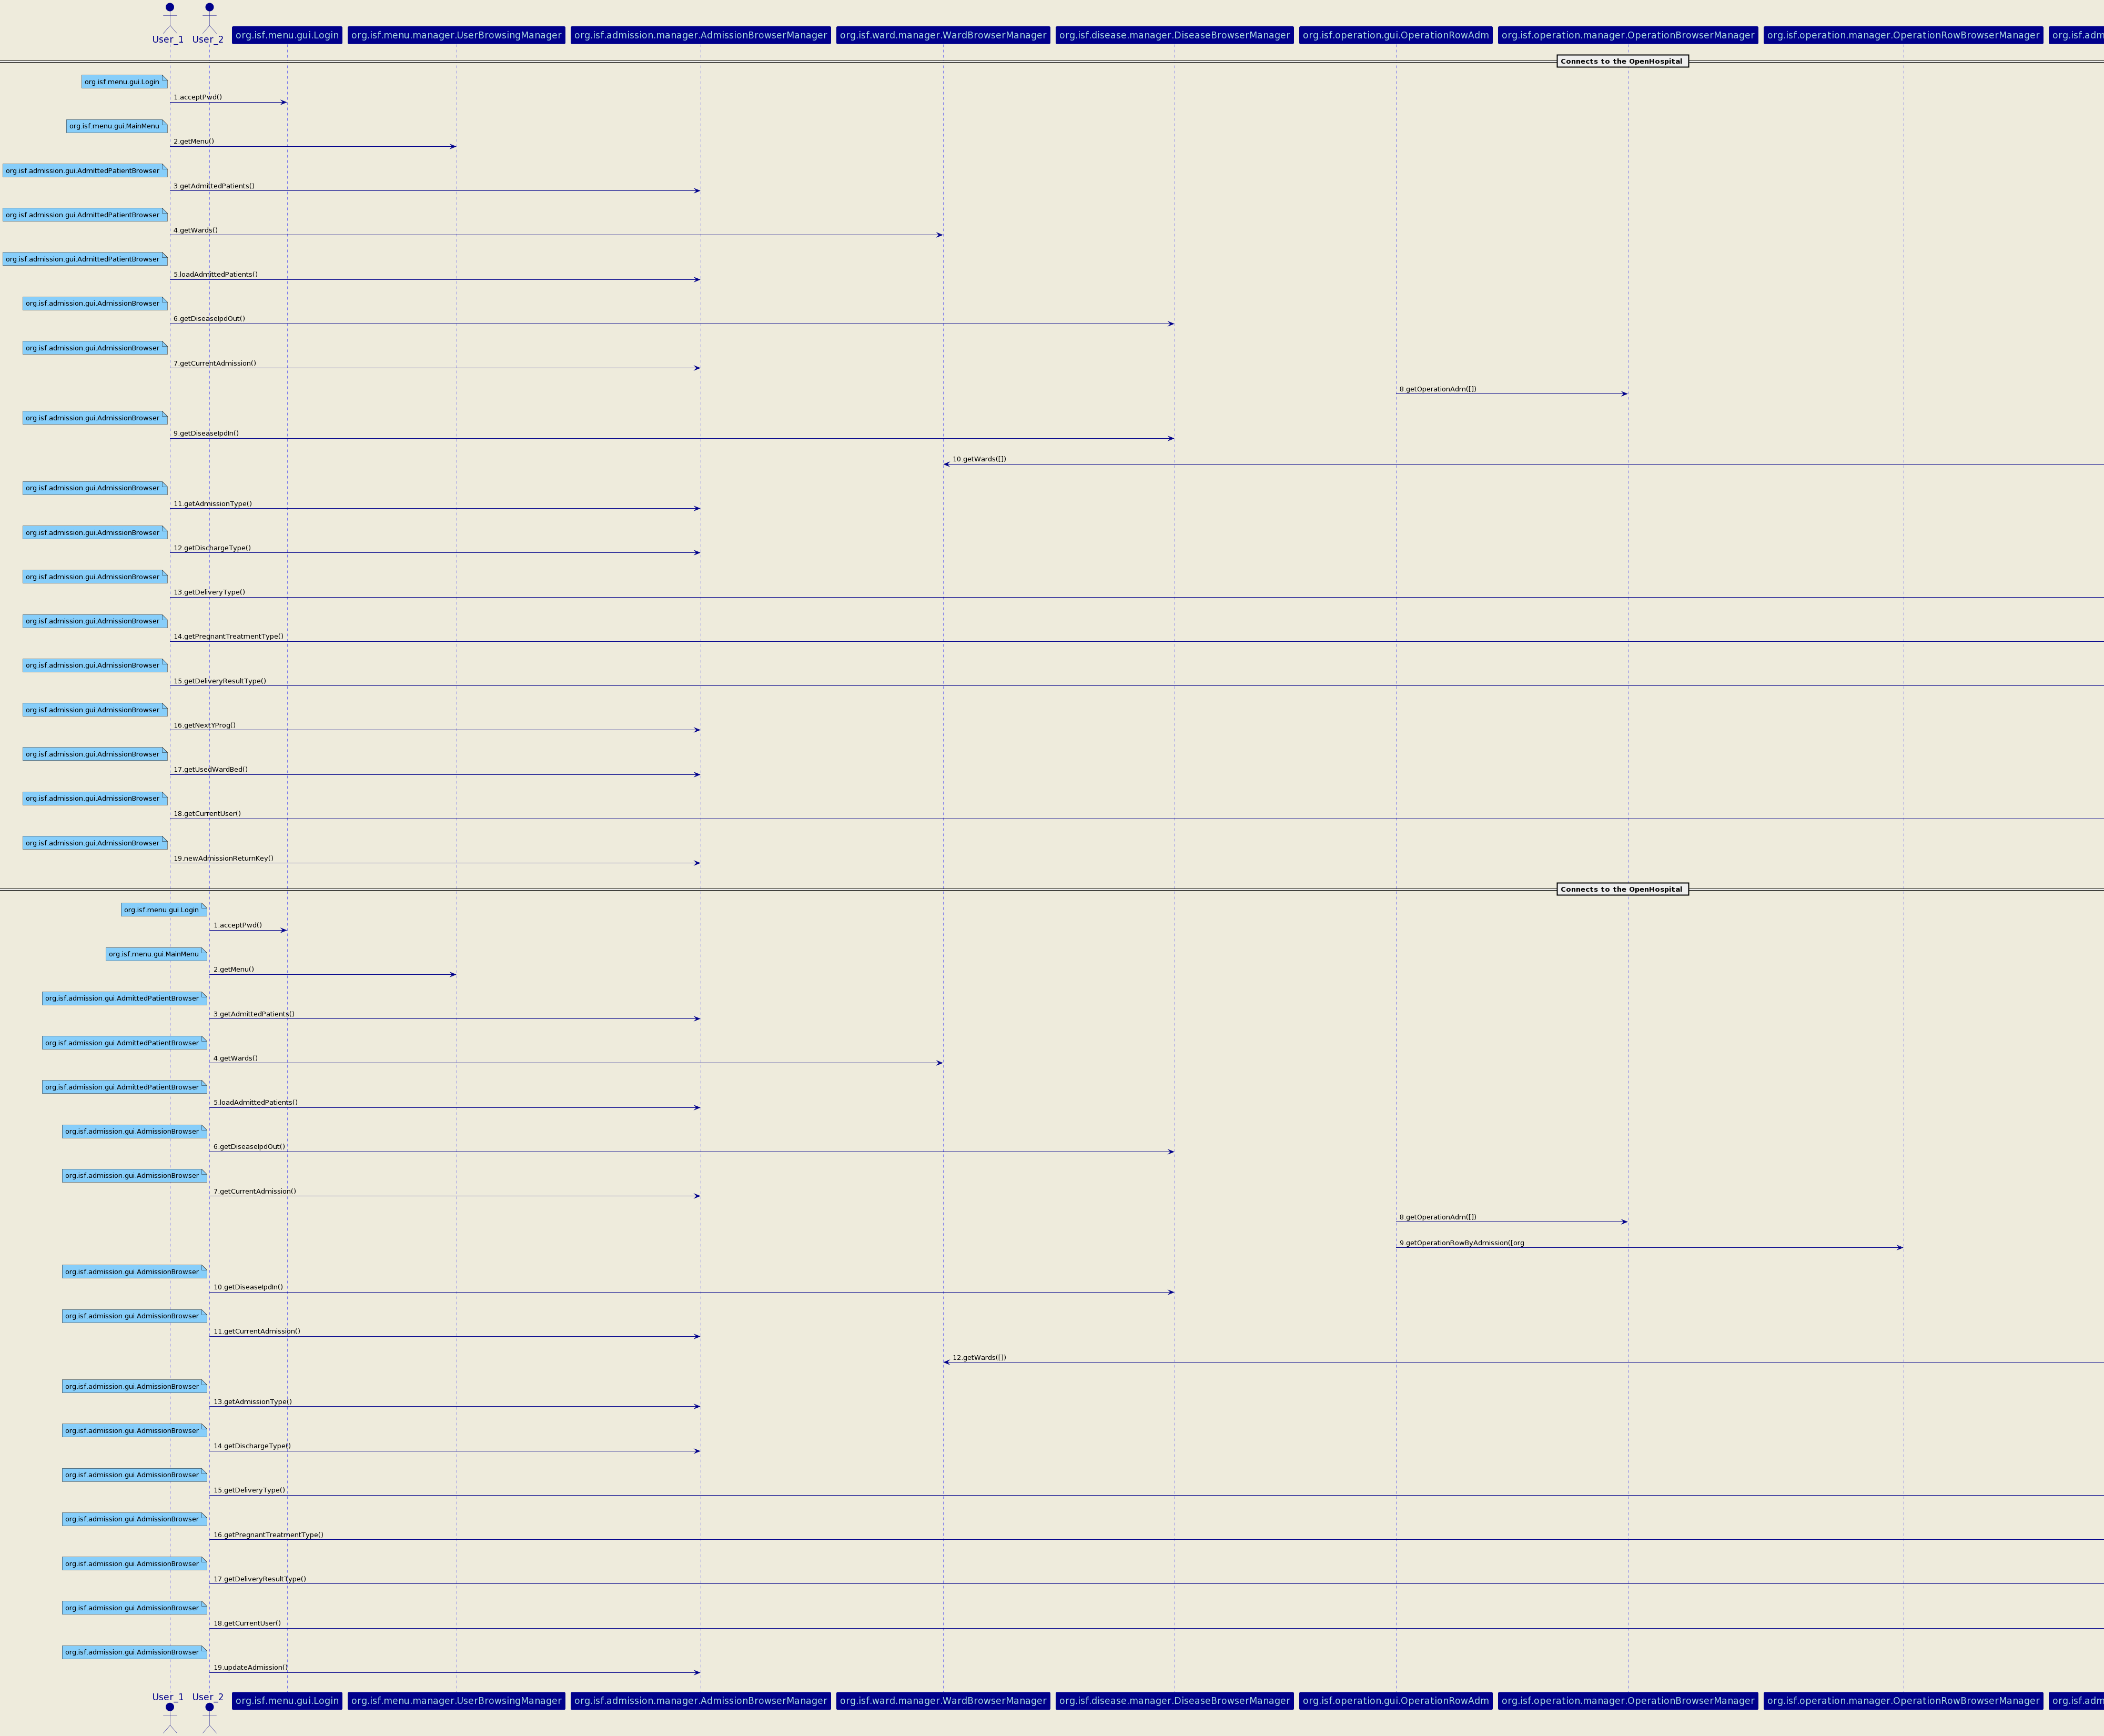 User_1
User_2
org.isf.menu.gui.Login
org.isf.menu.manager.UserBrowsingManager
org.isf.admission.manager.AdmissionBrowserManager
org.isf.ward.manager.WardBrowserManager
org.isf.disease.manager.DiseaseBrowserManager
org.isf.operation.gui.OperationRowAdm
org.isf.operation.manager.OperationBrowserManager
org.isf.operation.manager.OperationRowBrowserManager
org.isf.adm
Connects to the OpenHospital
org.isf.menu.gui.Login
1.acceptPwd()
org.isf.menu.gui.MainMenu
2.getMenu()
org.isf.admission.gui.AdmittedPatientBrowser
3.getAdmittedPatients()
org.isf.admission.gui.AdmittedPatientBrowser
4.getWards()
org.isf.admission.gui.AdmittedPatientBrowser
5.loadAdmittedPatients()
org.isf.admission.gui.AdmissionBrowser
6.getDiseaseIpdOut()
org.isf.admission.gui.AdmissionBrowser
7.getCurrentAdmission()
8.getOperationAdm([])
org.isf.admission.gui.AdmissionBrowser
9.getDiseaseIpdIn()
10.getWards([])
org.isf.admission.gui.AdmissionBrowser
11.getAdmissionType()
org.isf.admission.gui.AdmissionBrowser
12.getDischargeType()
org.isf.admission.gui.AdmissionBrowser
13.getDeliveryType()
org.isf.admission.gui.AdmissionBrowser
14.getPregnantTreatmentType()
org.isf.admission.gui.AdmissionBrowser
15.getDeliveryResultType()
org.isf.admission.gui.AdmissionBrowser
16.getNextYProg()
org.isf.admission.gui.AdmissionBrowser
17.getUsedWardBed()
org.isf.admission.gui.AdmissionBrowser
18.getCurrentUser()
org.isf.admission.gui.AdmissionBrowser
19.newAdmissionReturnKey()
Connects to the OpenHospital
org.isf.menu.gui.Login
1.acceptPwd()
org.isf.menu.gui.MainMenu
2.getMenu()
org.isf.admission.gui.AdmittedPatientBrowser
3.getAdmittedPatients()
org.isf.admission.gui.AdmittedPatientBrowser
4.getWards()
org.isf.admission.gui.AdmittedPatientBrowser
5.loadAdmittedPatients()
org.isf.admission.gui.AdmissionBrowser
6.getDiseaseIpdOut()
org.isf.admission.gui.AdmissionBrowser
7.getCurrentAdmission()
8.getOperationAdm([])
9.getOperationRowByAdmission([org
org.isf.admission.gui.AdmissionBrowser
10.getDiseaseIpdIn()
org.isf.admission.gui.AdmissionBrowser
11.getCurrentAdmission()
12.getWards([])
org.isf.admission.gui.AdmissionBrowser
13.getAdmissionType()
org.isf.admission.gui.AdmissionBrowser
14.getDischargeType()
org.isf.admission.gui.AdmissionBrowser
15.getDeliveryType()
org.isf.admission.gui.AdmissionBrowser
16.getPregnantTreatmentType()
org.isf.admission.gui.AdmissionBrowser
17.getDeliveryResultType()
org.isf.admission.gui.AdmissionBrowser
18.getCurrentUser()
org.isf.admission.gui.AdmissionBrowser
19.updateAdmission()
User_1
User_2
org.isf.menu.gui.Login
org.isf.menu.manager.UserBrowsingManager
org.isf.admission.manager.AdmissionBrowserManager
org.isf.ward.manager.WardBrowserManager
org.isf.disease.manager.DiseaseBrowserManager
org.isf.operation.gui.OperationRowAdm
org.isf.operation.manager.OperationBrowserManager
org.isf.operation.manager.OperationRowBrowserManager
org.isf.adm